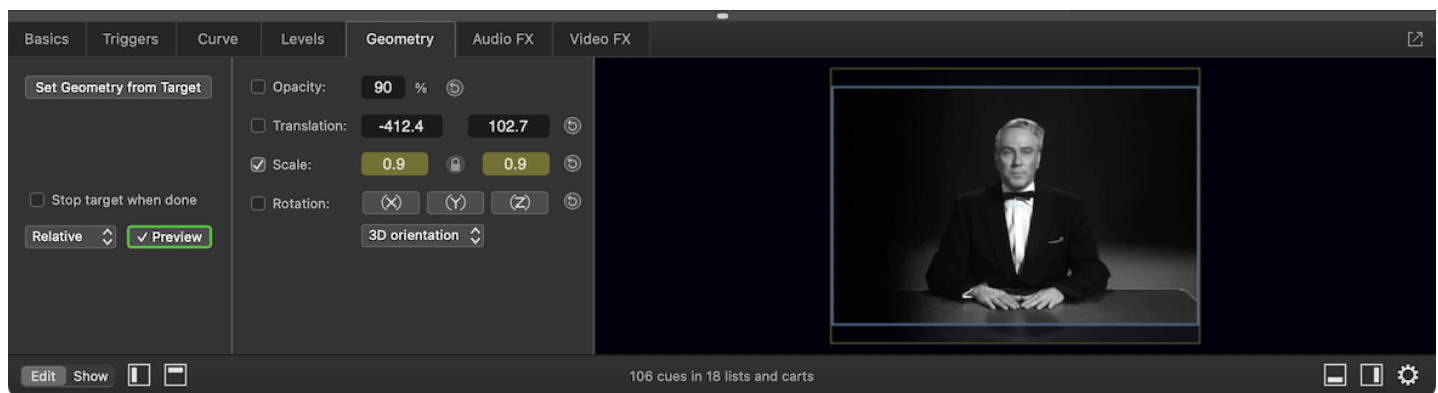 Basics Triggers Curve Levels Geometry Audio FX Video FX
Set Geometry from Target
Opacity: 90 %
Translation: -412.4 102.7
Scale: 0.9 0.9
Stop target when done
Rotation: (X) (Y) (Z)
Relative ✓ Preview
3D orientation
Edit Show
106 cues in 18 lists and carts